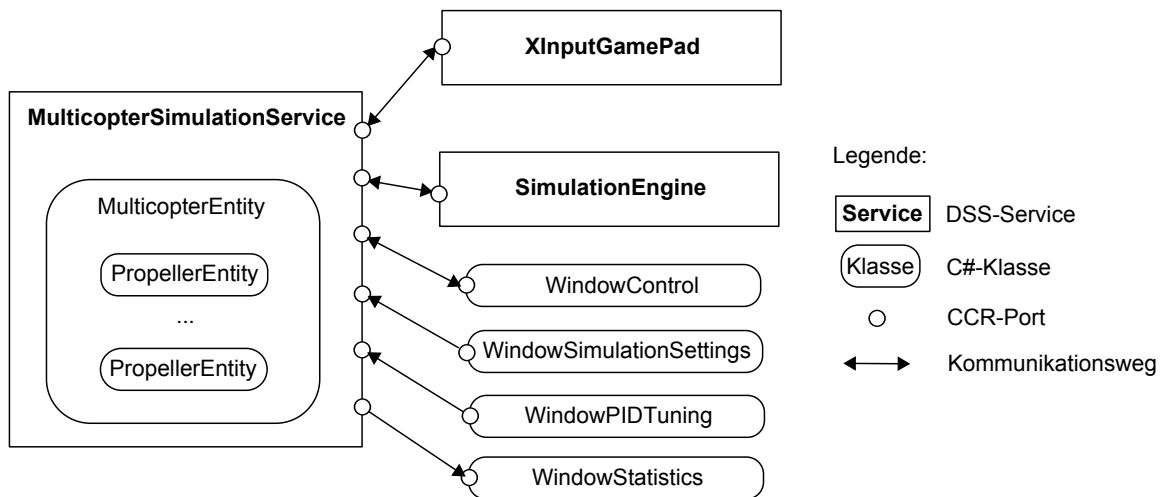 XInputGamePad
MulticopterSimulationService
MulticopterEntity
PropellerEntity
...
PropellerEntity
SimulationEngine
WindowControl
WindowSimulationSettings
WindowPIDTuning
WindowStatistics
Legende:
Service DSS-Service
Klasse C#-Klasse
CCR-Port
Kommunikationsweg